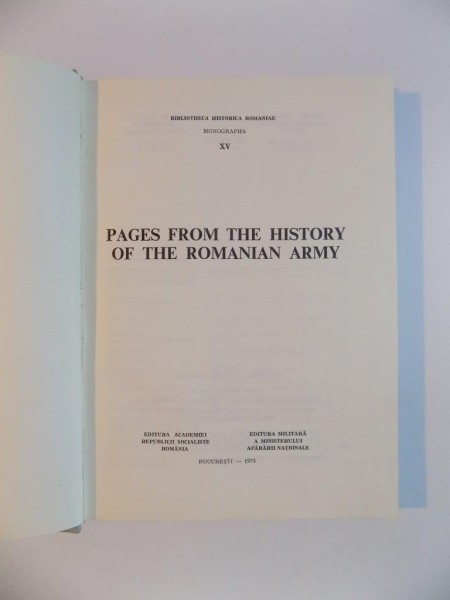 BIBLIOTHECA HISTORICA ROMANIAE
MONOGRAPHS
XV
PAGES FROM THE HISTORY
OF THE ROMANIAN ARMY
EDITURA ACADEMIEI
REPUBLICII SOCIALISTE
ROMÂNIA
EDITURA MILITARĂ
A MINISTERULUI
APĂRĂRII NAȚIONALE
BUCUREȘTI — 1975